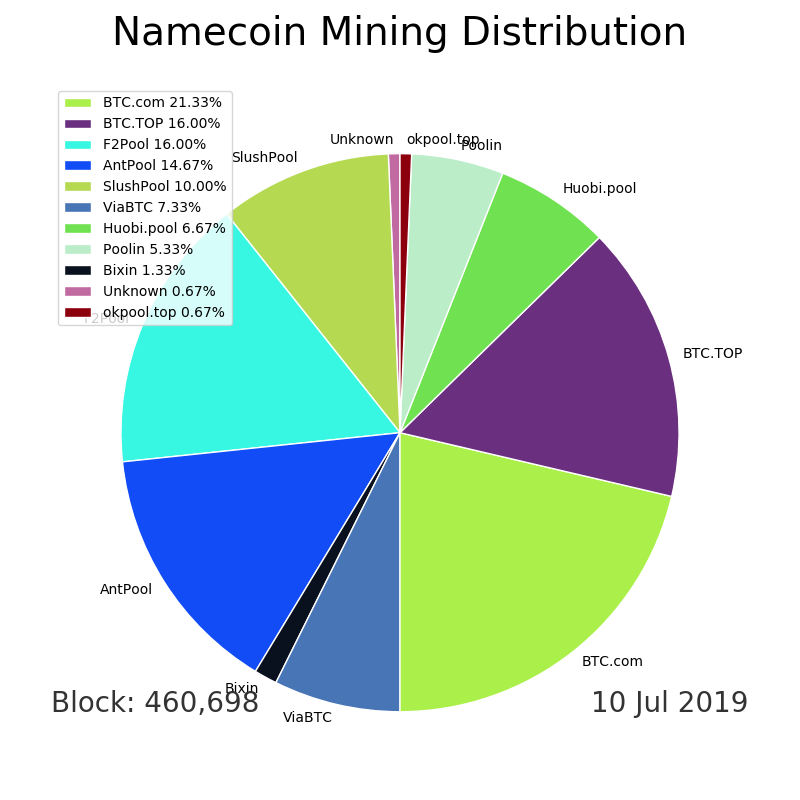 Namecoin Mining Distribution
BTC.com 21.33%
BTC.TOP 16.00%
F2Pool 16.00%
AntPool 14.67%
SlushPool 10.00%
ViaBTC 7.33%
Huobi.pool 6.67%
Poolin 5.33%
Bixin 1.33%
Unknown 0.67%
okpool.top 0.67%
SlushPool
Unknown
okpool.top
Poolin
Huobi.pool
F2Pool
BTC.TOP
AntPool
BTC.com
Bixin
ViaBTC
Block: 460,698
10 Jul 2019